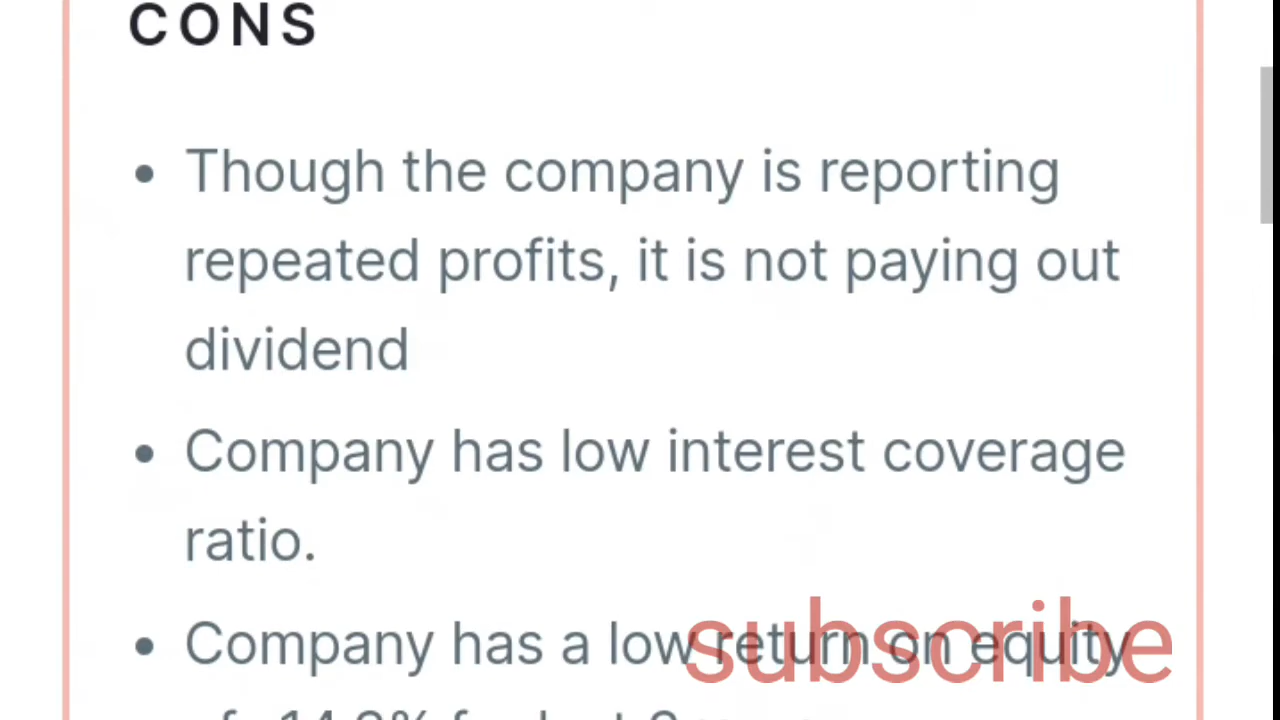 CONS
• Though the company is reporting
repeated profits, it is not paying out
dividend
• Company has low interest coverage
ratio.
• Company has a low return on equity
subscribe